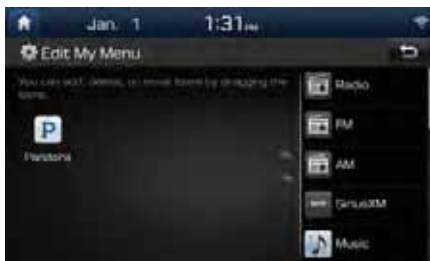 Jan. 1 1:31
Edit My Menu
You can add, delete, or move items by dragging the
icons.
P
Pandora
Radio
FM
AM
SiriusXM
Music